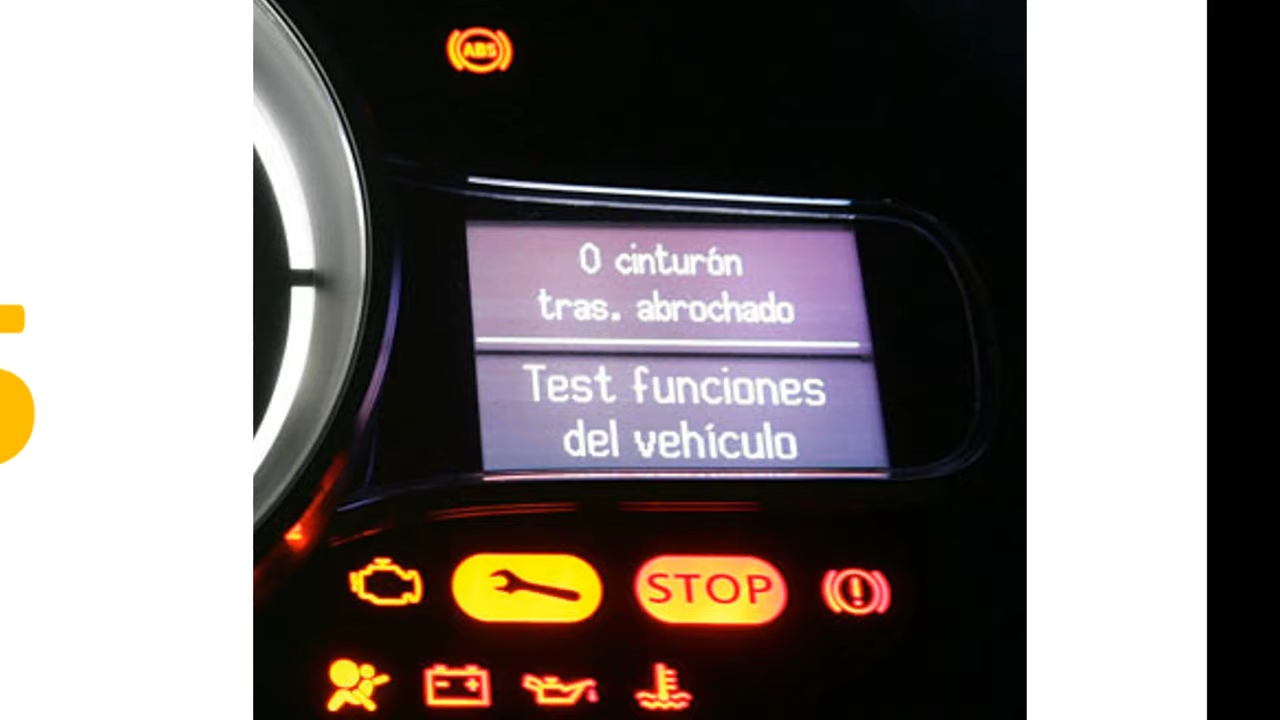 ABS
0 cinturón
tras. abrochado
Test funciones
del vehículo
STOP